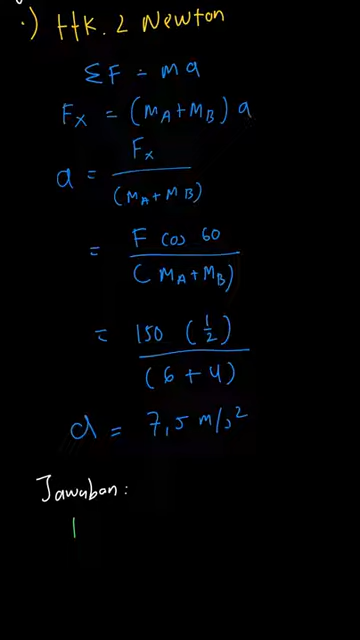 •) HK. 2 Newton
ΣF = ma
Fx = (mA + mB) a
a = Fx / (mA + mB)
= F cos 60 / (mA + mB)
= 150 (1/2) / (6 + 4)
a = 7,5 m/s²
Jawaban: